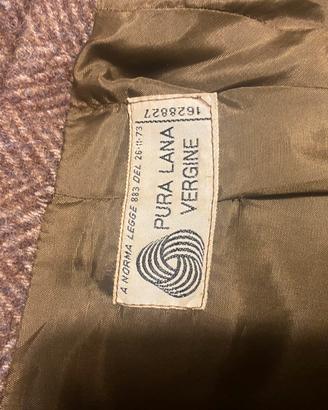 A NORMA LEGGE 883 DEL 26-11-73
PURA LANA
VERGINE
1628827